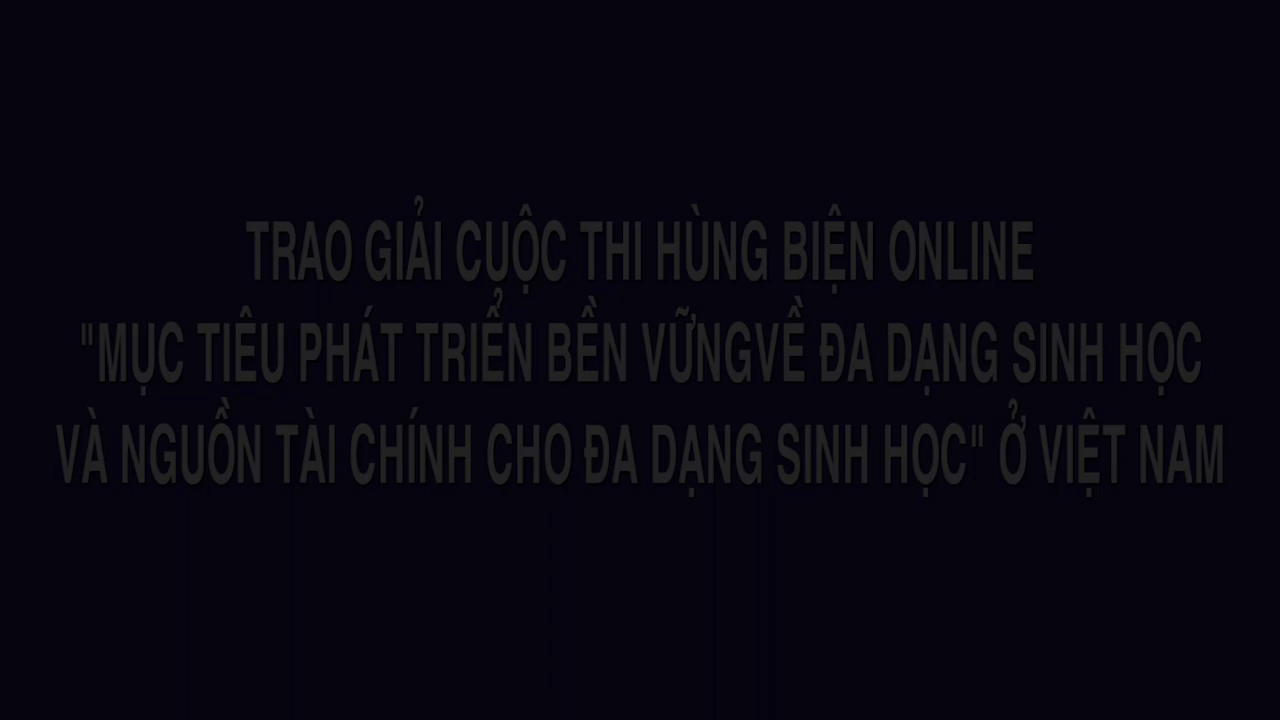 TRAO GIẢI CUỘC THI HÙNG BIỆN ONLINE
"MỤC TIÊU PHÁT TRIỂN BỀN VỮNGVỀ ĐA DẠNG SINH HỌC
VÀ NGUỒN TÀI CHÍNH CHO ĐA DẠNG SINH HỌC" Ở VIỆT NAM